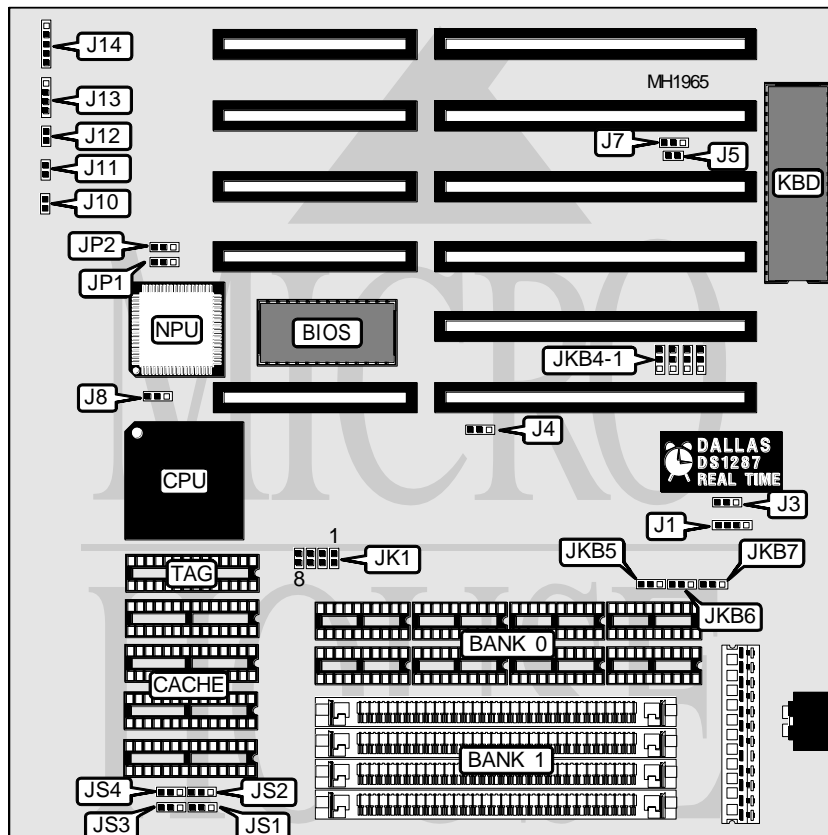 J14
MH1965
J13
J7
J12
J5
J11
KBD
J10
JP2
JP1
NPU
BIOS
JKB4-1
J8
J4
DALLAS
DS1287
REAL TIME
CPU
J3
J1
1
JK1
8
JKB5
JKB7
TAG
JKB6
BANK 0
CACHE
BANK 1
JS4
JS2
JS3
JS1
MICRO
HOUSE